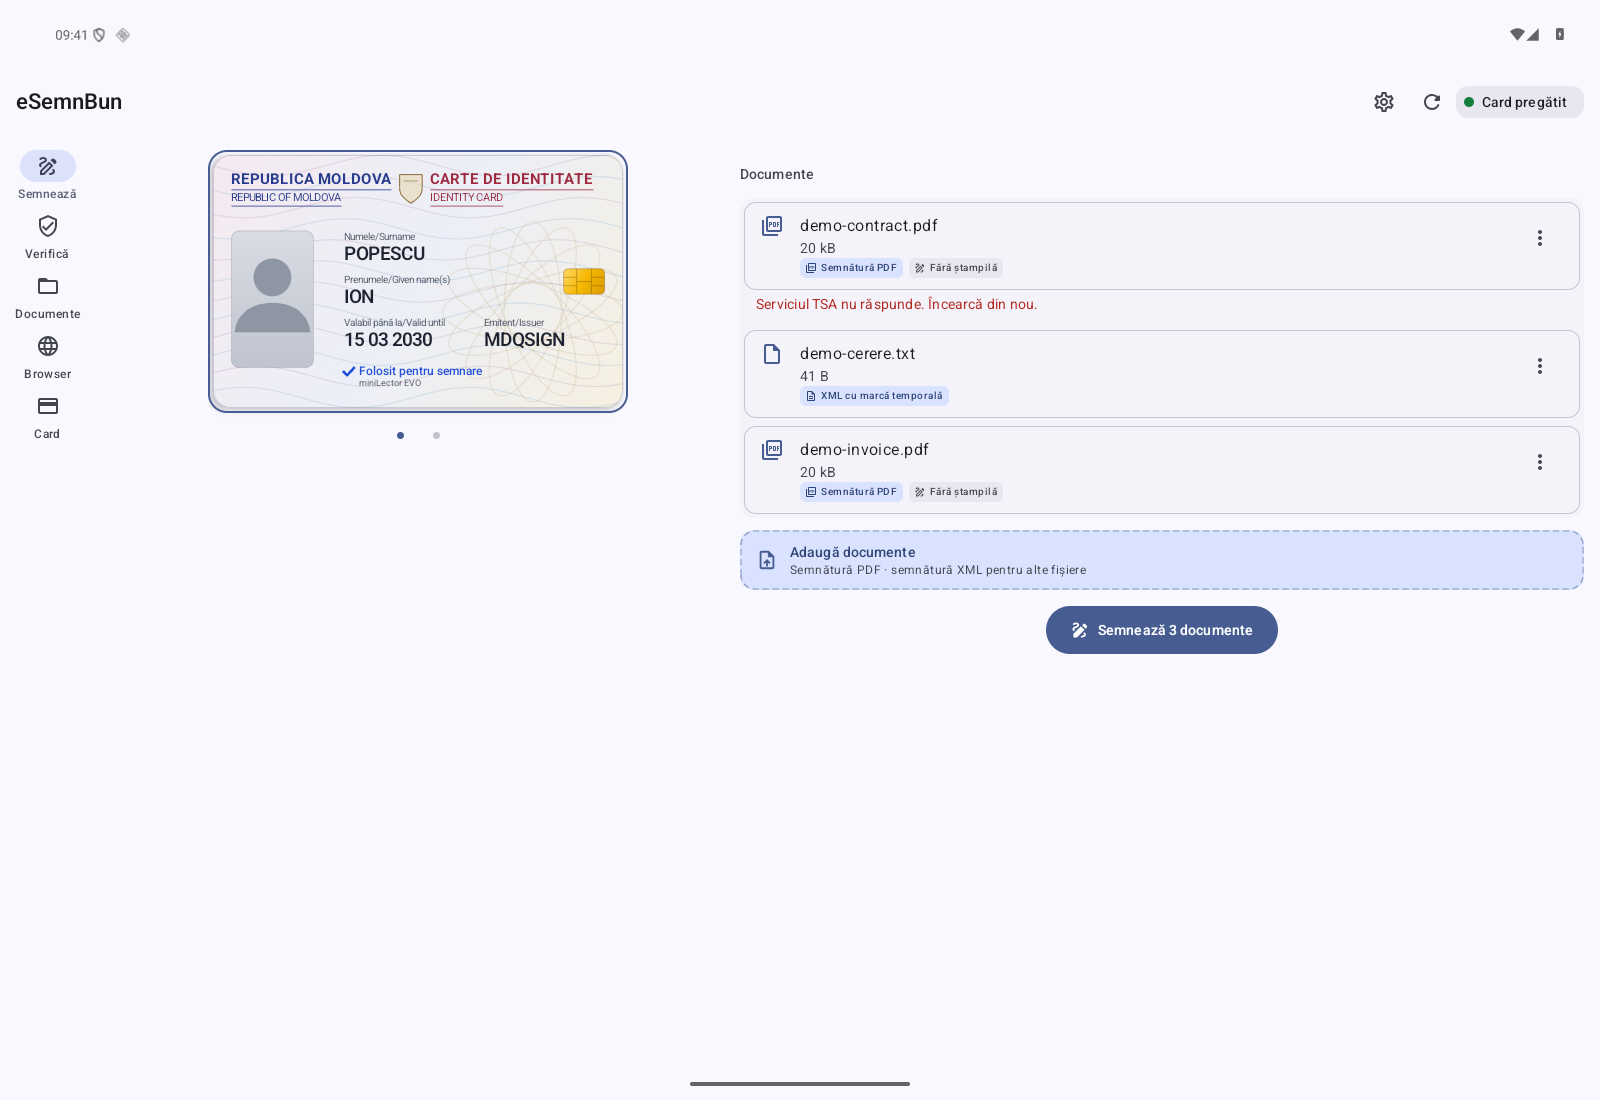 09:41
eSemnBun
Card pregătit
Semnează
Verifică
Documente
Browser
Card
REPUBLICA MOLDOVA
REPUBLIC OF MOLDOVA
CARTE DE IDENTITATE
IDENTITY CARD
Numele/Surname
POPESCU
Prenumele/Given name(s)
ION
Valabil până la/Valid until
15 03 2030
Emitent/Issuer
MDQSIGN
Folosit pentru semnare
miniLector EVO
Documente
demo-contract.pdf
20 kB
Semnătură PDF
Fără ștampilă
Serviciul TSA nu răspunde. Încearcă din nou.
demo-cerere.txt
41 B
XML cu marcă temporală
demo-invoice.pdf
20 kB
Semnătură PDF
Fără ștampilă
Adaugă documente
Semnătură PDF · semnătură XML pentru alte fișiere
Semnează 3 documente